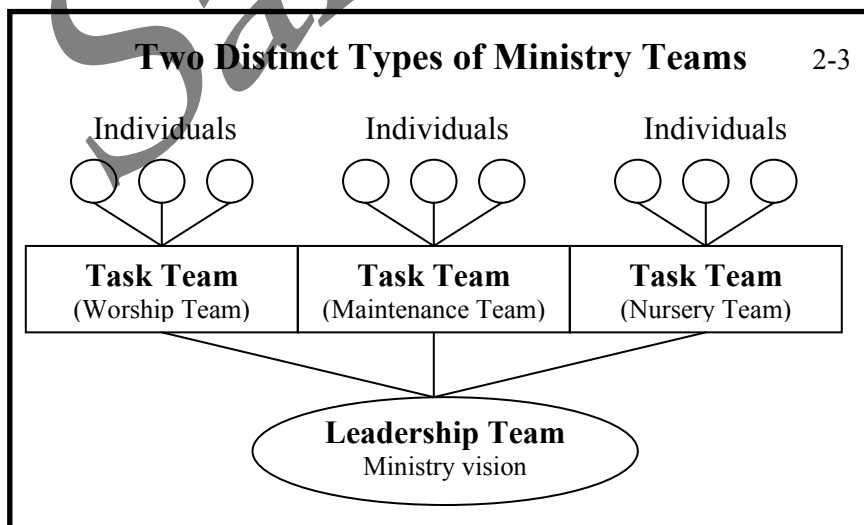 Two Distinct Types of Ministry Teams 2-3
Individuals Individuals Individuals
Task Team Task Team Task Team
(Worship Team) (Maintenance Team) (Nursery Team)
Leadership Team
Ministry vision